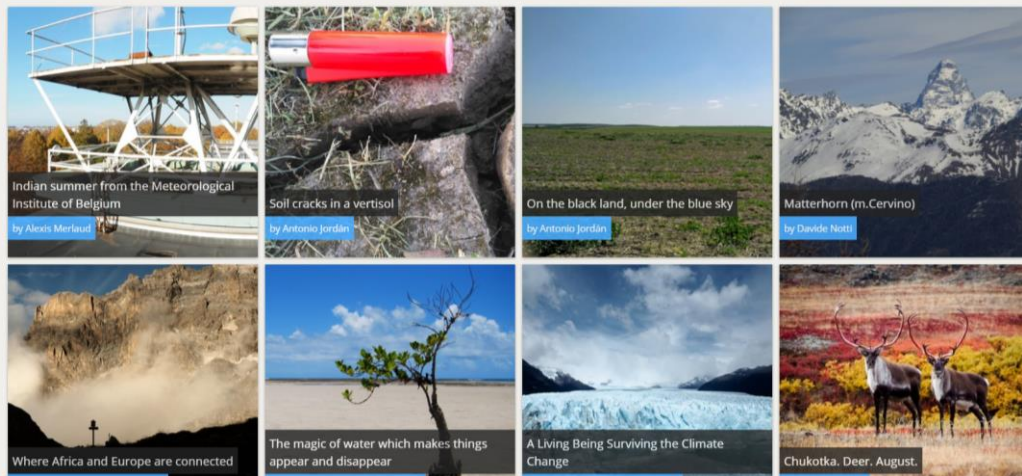 Indian summer from the Meteorological
Institute of Belgium
by Alexis Merlaud
Soil cracks in a vertisol
by Antonio Jordán
On the black land, under the blue sky
by Antonio Jordán
Matterhorn (m.Cervino)
by Davide Notti
Where Africa and Europe are connected
The magic of water which makes things
appear and disappear
A Living Being Surviving the Climate
Change
Chukotka. Deer. August.